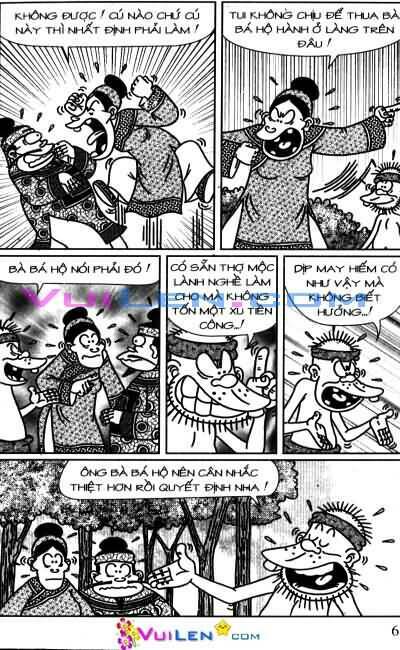 KHÔNG ĐƯỢC! CÚ NÀO CHỨ CÚ
NÀY THÌ NHẤT ĐỊNH PHẢI LÀM!
TUI KHÔNG CHỊU ĐỂ THUA BÀ
BÁ HỘ HÀNH Ở LÀNG TRÊN
ĐÂU!
BÀ BÁ HỘ NÓI PHẢI ĐÓ!
CÓ SẴN THỢ MỘC
LÀNH NGHỀ LÀM
CHO MÀ KHÔNG
TỐN MỘT XU TIỀN
CÔNG..!
DỊP MAY HIẾM CÓ
NHƯ VẬY MÀ
KHÔNG BIẾT
HƯỞNG..!
VUILEN.COM
ÔNG BÀ BÁ HỘ NÊN CÂN NHẮC
THIỆT HƠN RỒI QUYẾT ĐỊNH NHA!
VUILEN.com
6